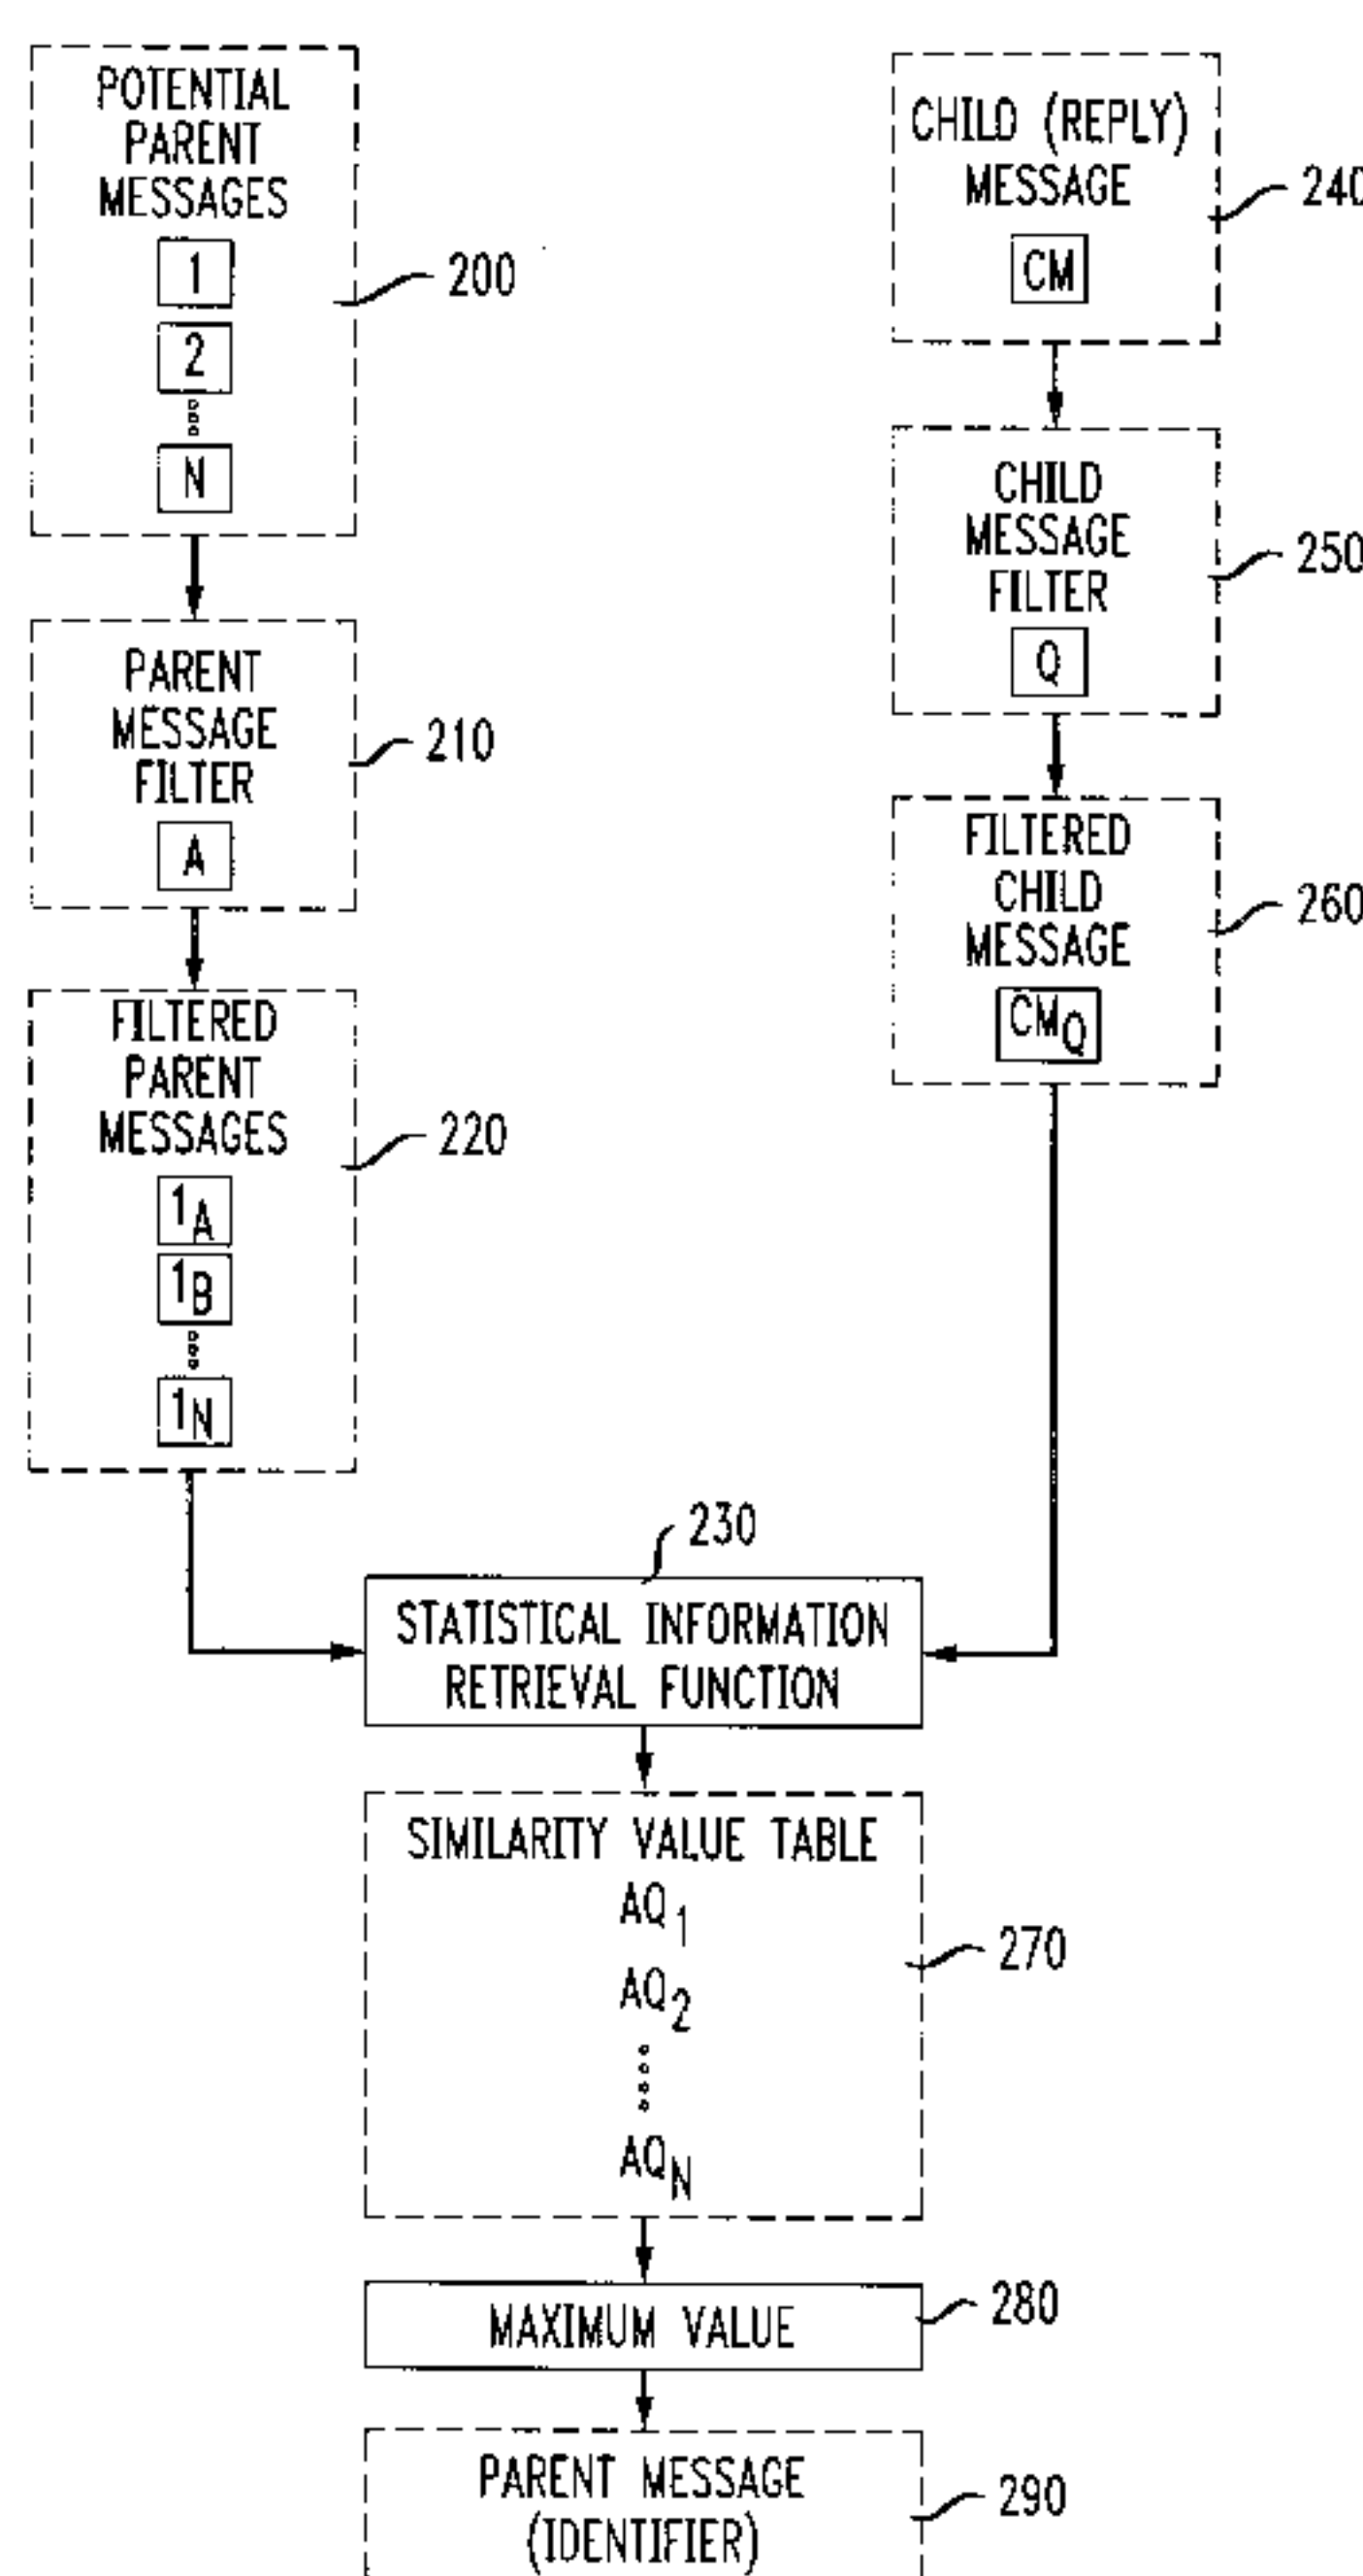 POTENTIAL
PARENT
MESSAGES
1
2
N
200
PARENT
MESSAGE
FILTER
A
210
FILTERED
PARENT
MESSAGES
1A
1B
1N
220
CHILD (REPLY)
MESSAGE
CM
240
CHILD
MESSAGE
FILTER
Q
250
FILTERED
CHILD
MESSAGE
CMQ
260
230
STATISTICAL INFORMATION
RETRIEVAL FUNCTION
SIMILARITY VALUE TABLE
AQ1
AQ2
AQN
270
MAXIMUM VALUE
280
PARENT MESSAGE
(IDENTIFIER)
290